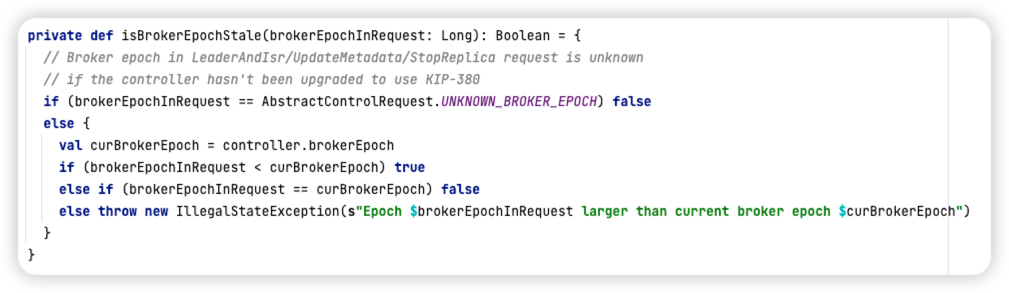 private def isBrokerEpochStale(brokerEpochInRequest: Long): Boolean = {
  // Broker epoch in LeaderAndIsr/UpdateMetadata/StopReplica request is unknown
  // if the controller hasn't been upgraded to use KIP-380
  if (brokerEpochInRequest == AbstractControlRequest.UNKNOWN_BROKER_EPOCH) false
  else {
    val curBrokerEpoch = controller.brokerEpoch
    if (brokerEpochInRequest < curBrokerEpoch) true
    else if (brokerEpochInRequest == curBrokerEpoch) false
    else throw new IllegalStateException(s"Epoch $brokerEpochInRequest larger than current broker epoch $curBrokerEpoch")
  }
}